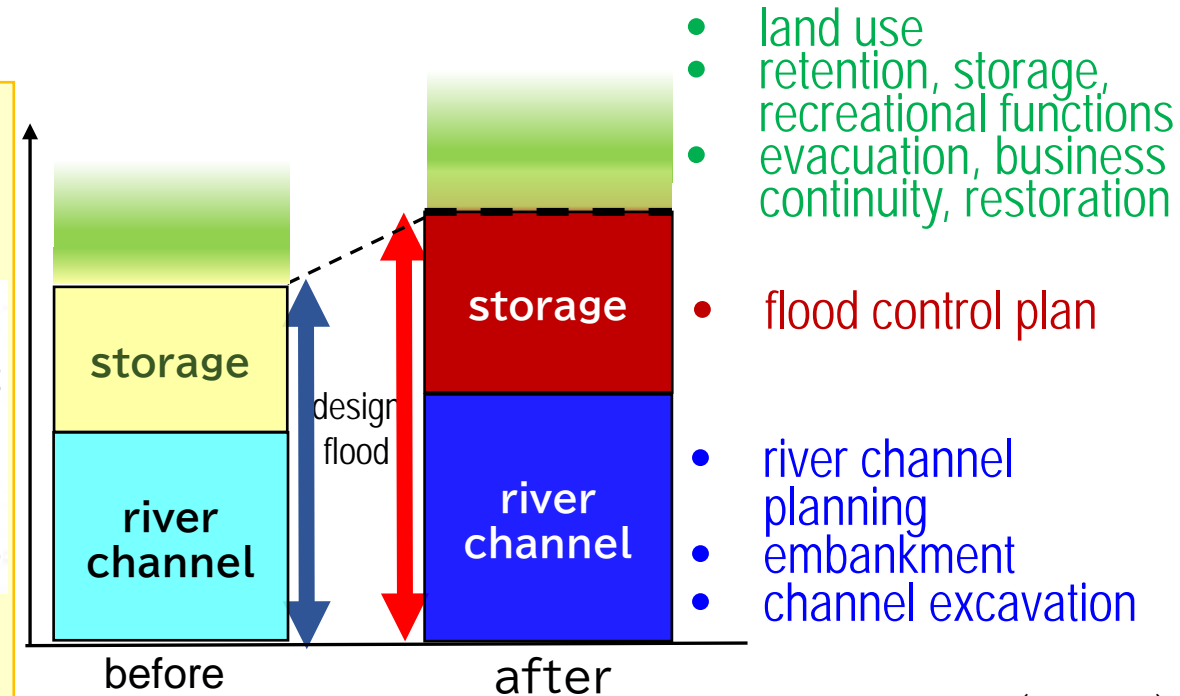 • land use
• retention, storage,
recreational functions
• evacuation, business
continuity, restoration
storage
storage
• flood control plan
design
flood
river
channel
river
channel
• river channel
planning
• embankment
• channel excavation
before
after